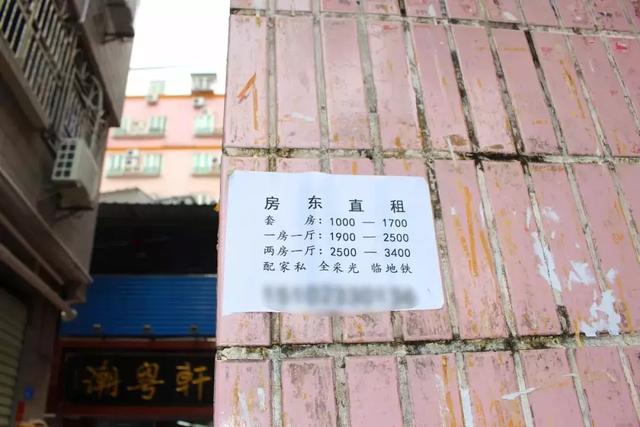 房东直租
套 房：1000 — 1700
一房一厅：1900 — 2500
两房一厅：2500 — 3400
配家私 全采光 临地铁
潮粤轩